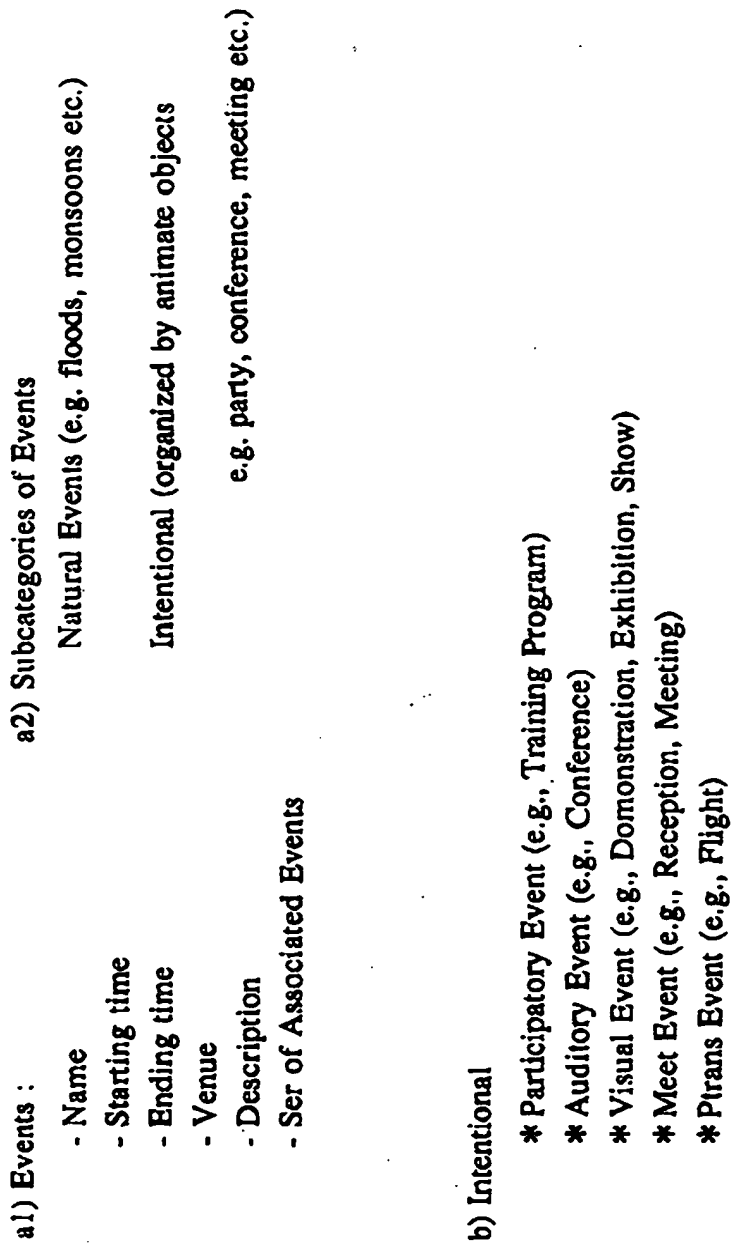 a1) Events :
- Name
- Starting time
- Ending time
- Venue
- Description
- Ser of Associated Events
a2) Subcategories of Events
Natural Events (e.g. floods, monsoons etc.)
Intentional (organized by animate objects
e.g. party, conference, meeting etc.)
b) Intentional
* Participatory Event (e.g., Training Program)
* Auditory Event (e.g., Conference)
* Visual Event (e.g., Domonstration, Exhibition, Show)
* Meet Event (e.g., Reception, Meeting)
* Ptrans Event (e.g., Flight)